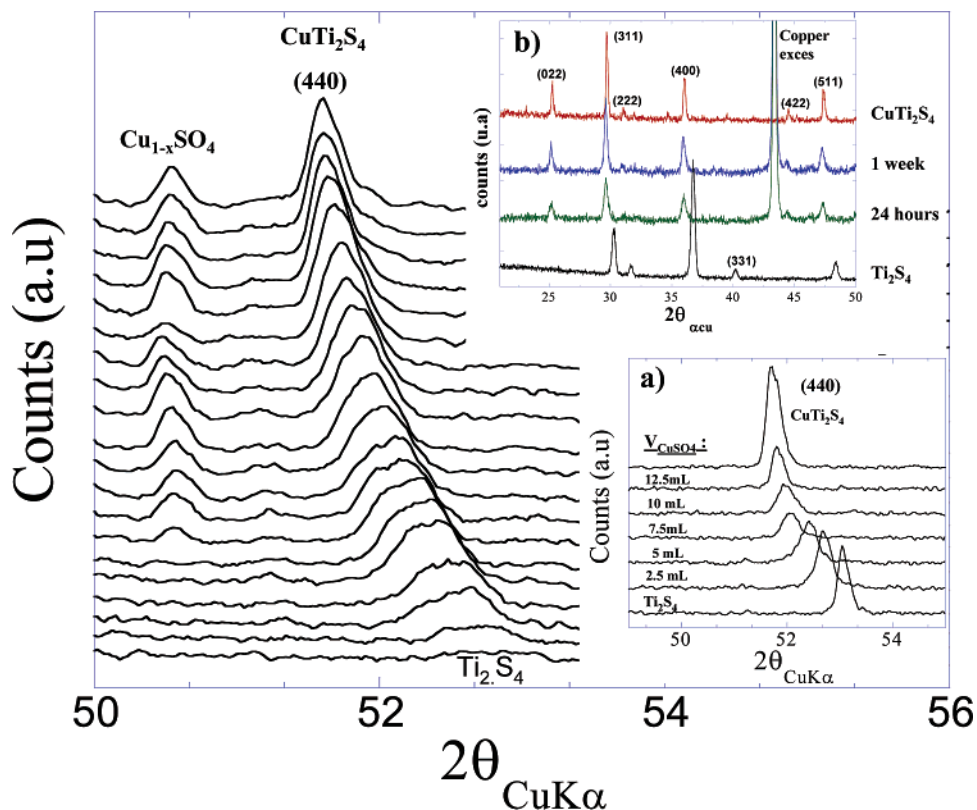 CuTi2S4
(440)
Cu1-xSO4
Ti2.S4
Counts (a.u)
50
52
54
56
2θCuKα
b)
(311)
(022)
(222)
(400)
Copper
exces
(422)
(511)
CuTi2S4
1 week
24 hours
(331)
Ti2S4
counts (u.a)
25
30
35
40
45
50
2θαcu
a)
(440)
CuTi2S4
VCuSO4 :
12.5mL
10 mL
7.5mL
5 mL
2.5 mL
Ti2S4
Counts (a.u)
50
52
54
2θCuKα